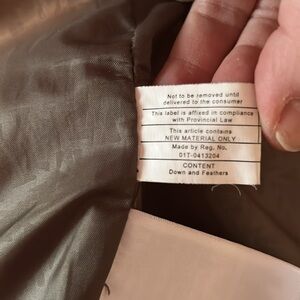 Not to be removed until
delivered to the consumer
This label is affixed in compliance
with Provincial Law
This article contains
NEW MATERIAL ONLY
Made by Reg. No.
01T-0413204
CONTENT
Down and Feathers